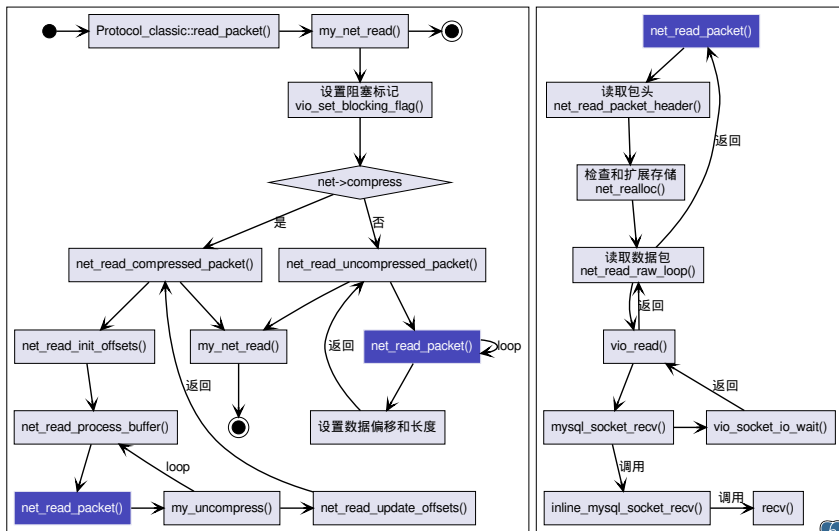 Protocol_classic::read_packet()
my_net_read()
设置阻塞标记
vio_set_blocking_flag()
net->compress
是
否
net_read_compressed_packet()
net_read_uncompressed_packet()
net_read_init_offsets()
my_net_read()
返回
net_read_packet()
loop
返回
net_read_process_buffer()
设置数据偏移和长度
loop
net_read_packet()
my_uncompress()
net_read_update_offsets()
net_read_packet()
读取包头
net_read_packet_header()
返回
检查和扩展存储
net_realloc()
读取数据包
net_read_raw_loop()
返回
vio_read()
返回
mysql_socket_recv()
vio_socket_io_wait()
调用
inline_mysql_socket_recv()
调用
recv()